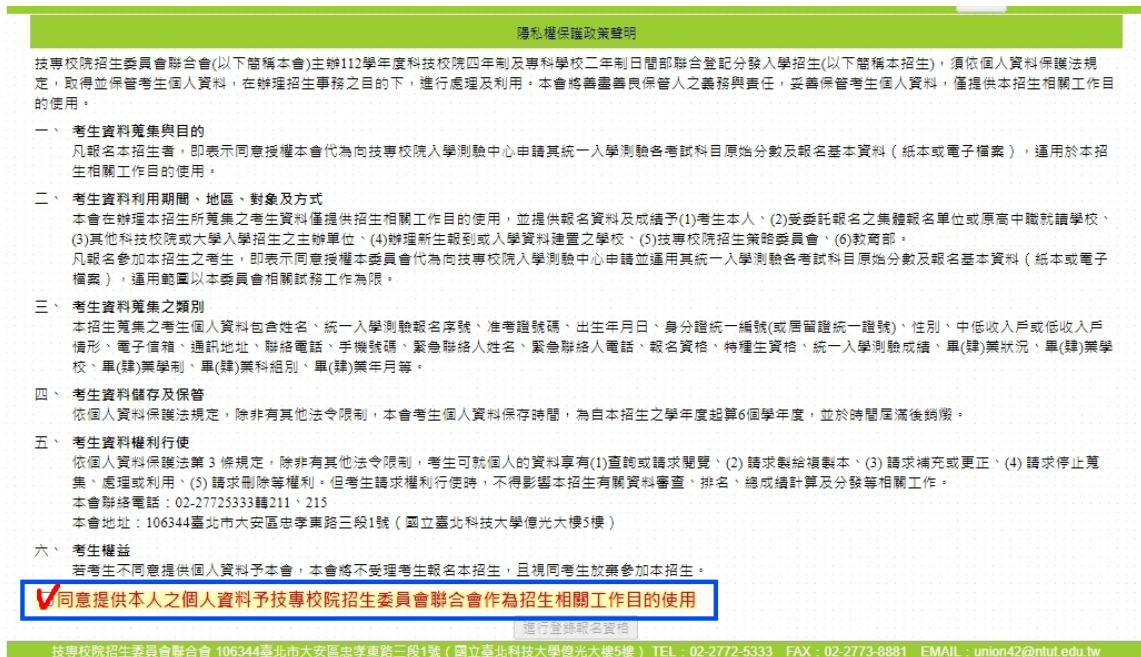 隱私權保護政策聲明
技專校院招生委員會聯合會(以下簡稱本會)主辦112學年度科技校院四年制及專科學校二年制日間部聯合登記分發入學招生(以下簡稱本招生)，須依個人資料保護法規
定，取得並保管考生個人資料，在辦理招生事務之目的下，進行處理及利用。本會將善盡善良保管人之義務與責任，妥善保管考生個人資料，僅提供本招生相關工作目
的使用。
一、 考生資料蒐集與目的
凡報名本招生者，即表示同意授權本會代為向技專校院入學測驗中心申請其統一入學測驗各考試科目原始分數及報名基本資料（紙本或電子檔案），運用於本招
生相關工作目的使用。
二、 考生資料利用期間、地區、對象及方式
本會在辦理本招生所蒐集之考生資料僅提供招生相關工作目的使用，並提供報名資料及成績予(1)考生本人、(2)受委託報名之集體報名單位或原高中職就讀學校、
(3)其他科技校院或大學入學招生之主辦單位、(4)辦理新生報到或入學資料建置之學校、(5)技專校院招生策略委員會、(6)教育部。
凡報名參加本招生之考生，即表示同意授權本委員會代為向技專校院入學測驗中心申請並運用其統一入學測驗各考試科目原始分數及報名基本資料（紙本或電子
檔案），運用範圍以本委員會相關試務工作為限。
三、 考生資料蒐集之類別
本招生蒐集之考生個人資料包含姓名、統一入學測驗報名序號、准考證號碼、出生年月日、身分證統一編號(或居留證統一證號)、性別、中低收入戶或低收入戶
情形、電子信箱、通訊地址、聯絡電話、手機號碼、緊急聯絡人姓名、緊急聯絡人電話、報名資格、特種生資格、統一入學測驗成績、畢(肄)業狀況、畢(肄)業學
校、畢(肄)業學制、畢(肄)業科組別、畢(肄)業年月等。
四、 考生資料儲存及保管
依個人資料保護法規定，除非有其他法令限制，本會考生個人資料保存時間，為自本招生之學年度起算6個學年度，並於時間屆滿後銷燬。
五、 考生資料權利行使
依個人資料保護法第 3 條規定，除非有其他法令限制，考生可就個人的資料享有(1)查詢或請求閱覽、(2) 請求製給複製本、(3) 請求補充或更正、(4) 請求停止蒐
集、處理或利用、(5) 請求刪除等權利。但考生請求權利行使時，不得影響本招生有關資料審查、排名、總成績計算及分發等相關工作。
本會聯絡電話：02-27725333轉211、215
本會地址：106344臺北市大安區忠孝東路三段1號（國立臺北科技大學億光大樓5樓）
六、 考生權益
若考生不同意提供個人資料予本會，本會將不受理考生報名本招生，且視同考生放棄參加本招生。
同意提供本人之個人資料予技專校院招生委員會聯合會作為招生相關工作目的使用
進行登錄報名資格
技專校院招生委員會聯合會 106344臺北市大安區忠孝東路三段1號（國立臺北科技大學億光大樓5樓） TEL：02-2772-5333 FAX：02-2773-8881 EMAIL：union42@ntut.edu.tw